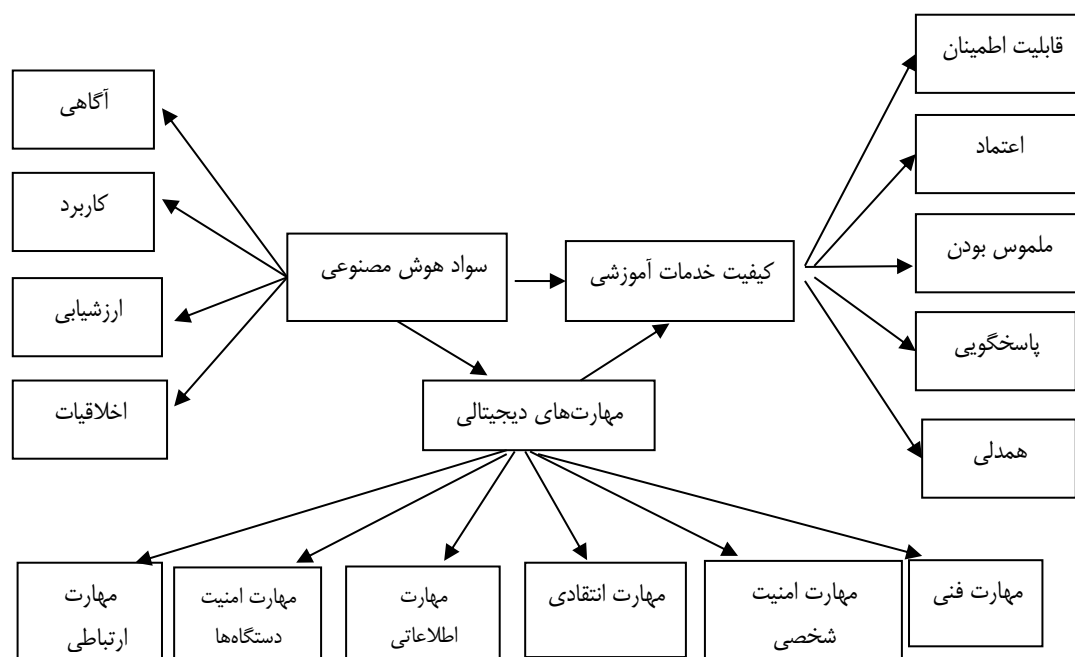 قابلیت اطمینان
اعتماد
ملموس بودن
پاسخگویی
همدلی
کیفیت خدمات آموزشی
سواد هوش مصنوعی
مهارت‌های دیجیتالی
آگاهی
کاربرد
ارزشیابی
اخلاقیات
مهارت فنی
مهارت امنیت
شخصی
مهارت انتقادی
مهارت
اطلاعاتی
مهارت امنیت
دستگاه‌ها
مهارت
ارتباطی